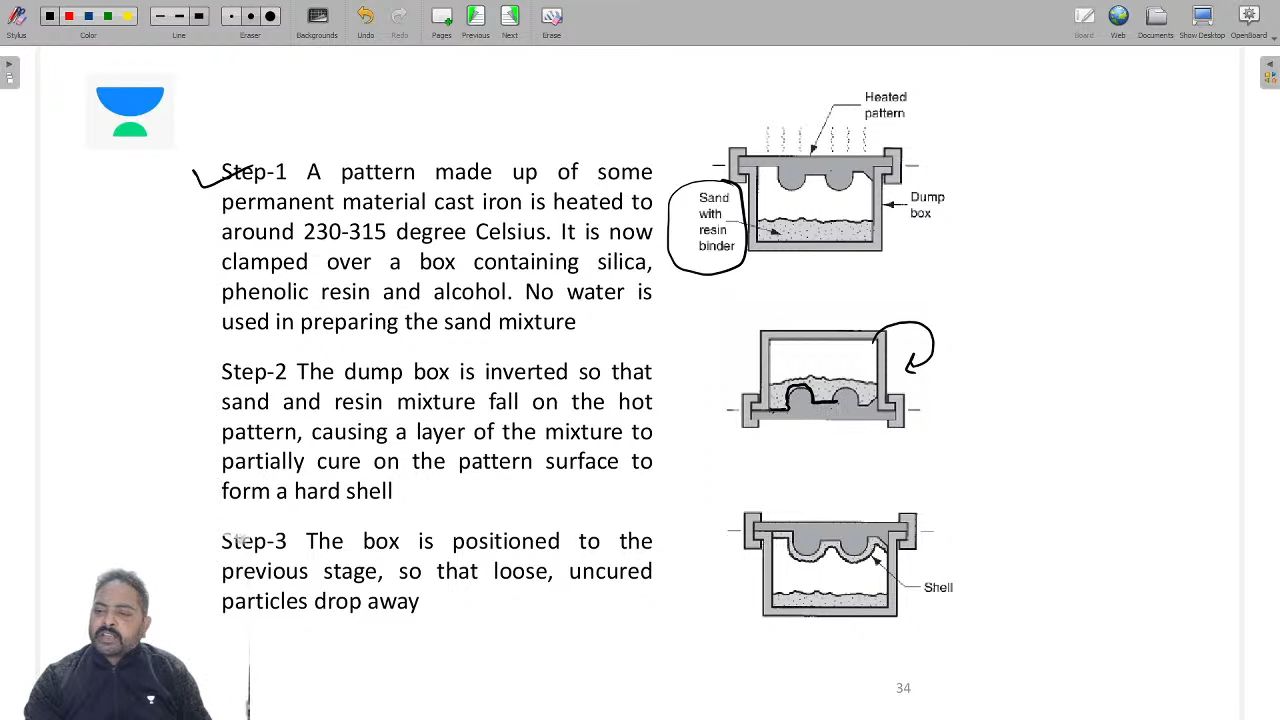 Stylus
Color
Line
Eraser
Backgrounds
Undo
Redo
Pages
Previous
Next
Erase
Board
Web
Documents
Show Desktop
OpenBoard
Step-1 A pattern made up of some
permanent material cast iron is heated to
around 230-315 degree Celsius. It is now
clamped over a box containing silica,
phenolic resin and alcohol. No water is
used in preparing the sand mixture
Heated
pattern
Sand
with
resin
binder
Dump
box
Step-2 The dump box is inverted so that
sand and resin mixture fall on the hot
pattern, causing a layer of the mixture to
partially cure on the pattern surface to
form a hard shell
Step-3 The box is positioned to the
previous stage, so that loose, uncured
particles drop away
Shell
34